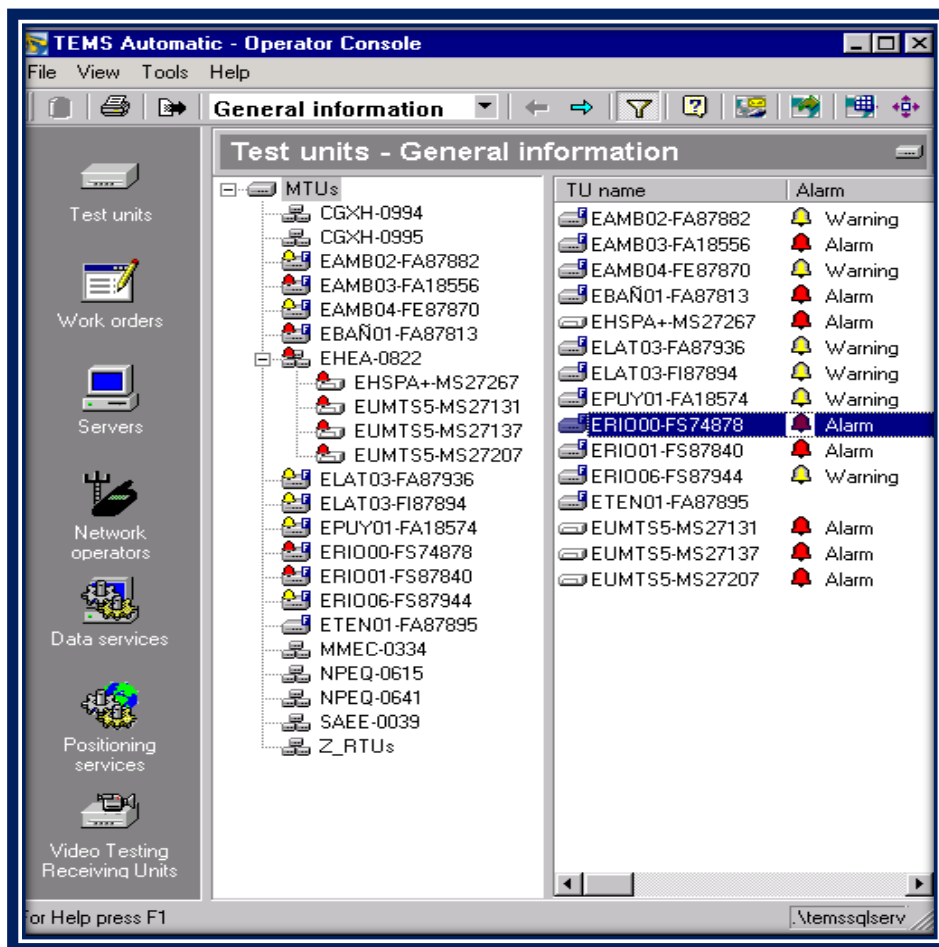 TEMS Automatic - Operator Console
File View Tools Help
General information
Test units - General information
Test units
Work orders
Servers
Network
operators
Data services
Positioning
services
Video Testing
Receiving Units
MTUs
CGXH-0994
CGXH-0995
EAMB02-FA87882
EAMB03-FA18556
EAMB04-FE87870
EBAÑ01-FA87813
EHEA-0822
EHSPA+-MS27267
EUMTS5-MS27131
EUMTS5-MS27137
EUMTS5-MS27207
ELAT03-FA87936
ELAT03-FI87894
EPUY01-FA18574
ERIO00-FS74878
ERIO01-FS87840
ERIO06-FS87944
ETEN01-FA87895
MMEC-0334
NPEQ-0615
NPEQ-0641
SAEE-0039
Z_RTUs
TU name Alarm
EAMB02-FA87882 Warning
EAMB03-FA18556 Alarm
EAMB04-FE87870 Warning
EBAÑ01-FA87813 Alarm
EHSPA+-MS27267 Alarm
ELAT03-FA87936 Warning
ELAT03-FI87894 Warning
EPUY01-FA18574 Warning
ERIO00-FS74878 Alarm
ERIO01-FS87840 Alarm
ERIO06-FS87944 Warning
ETEN01-FA87895
EUMTS5-MS27131 Alarm
EUMTS5-MS27137 Alarm
EUMTS5-MS27207 Alarm
For Help press F1
.\temssqlserv